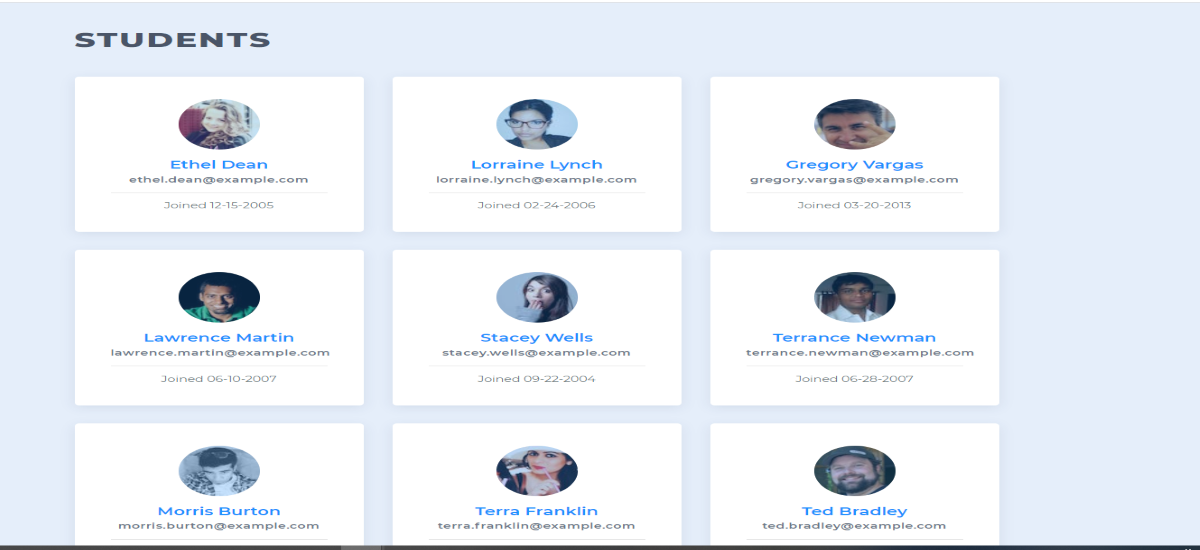 STUDENTS
Ethel Dean
ethel.dean@example.com
Joined 12-15-2005
Lorraine Lynch
lorraine.lynch@example.com
Joined 02-24-2006
Gregory Vargas
gregory.vargas@example.com
Joined 03-20-2013
Lawrence Martin
lawrence.martin@example.com
Joined 06-10-2007
Stacey Wells
stacey.wells@example.com
Joined 09-22-2004
Terrance Newman
terrance.newman@example.com
Joined 06-28-2007
Morris Burton
morris.burton@example.com
Terra Franklin
terra.franklin@example.com
Ted Bradley
ted.bradley@example.com